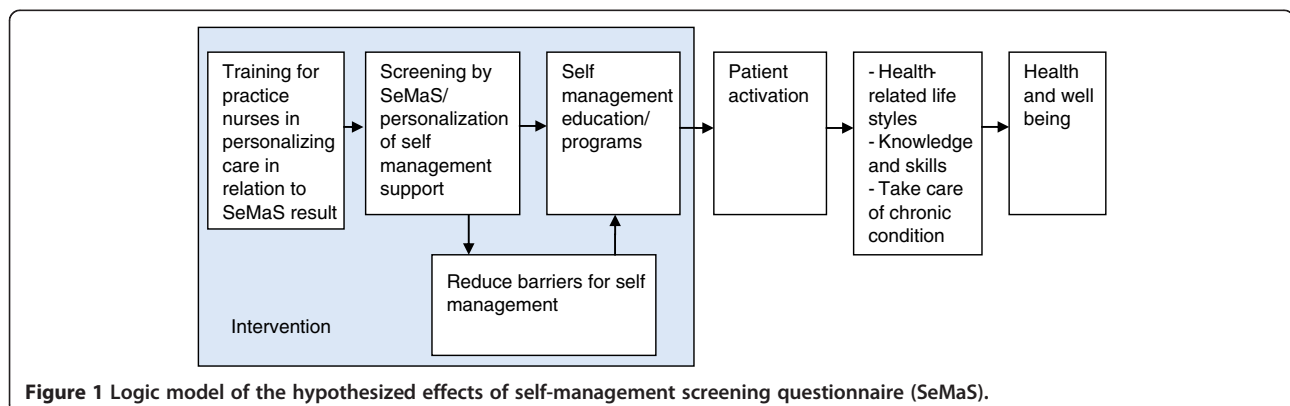 Training for
practice
nurses in
personalizing
care in
relation to
SeMaS result
Screening by
SeMaS/
personalization
of self
management
support
Self
management
education/
programs
Patient
activation
- Health-
related life
styles
- Knowledge
and skills
- Take care
of chronic
condition
Health
and well
being
Reduce barriers for self
management
Intervention
Figure 1 Logic model of the hypothesized effects of self-management screening questionnaire (SeMaS).